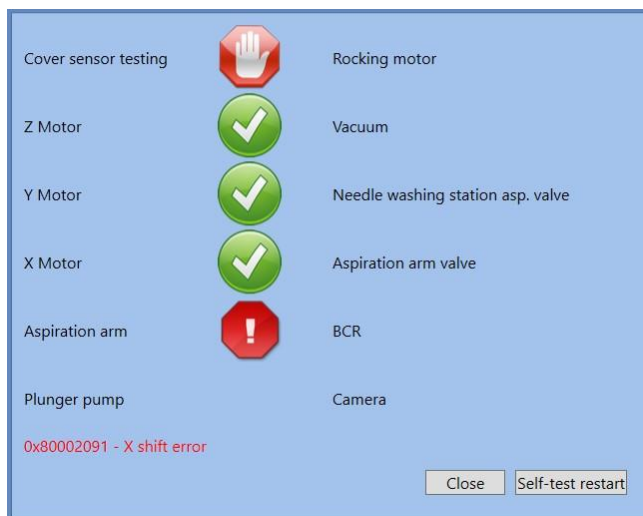 Cover sensor testing Rocking motor
Z Motor Vacuum
Y Motor Needle washing station asp. valve
X Motor Aspiration arm valve
Aspiration arm ! BCR
Plunger pump Camera
0x80002091 - X shift error
Close Self-test restart